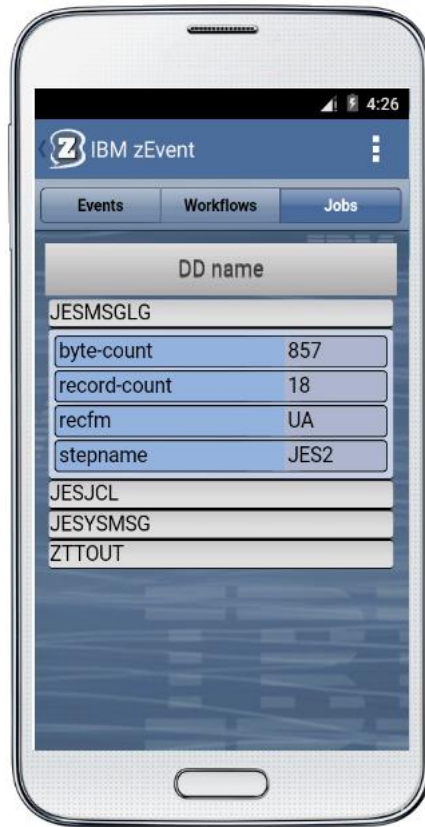 4:26
Z IBM zEvent
Events Workflows Jobs
DD name
JESMSGLG
byte-count 857
record-count 18
recfm UA
stepname JES2
JESJCL
JESYSMSG
ZTTOUT